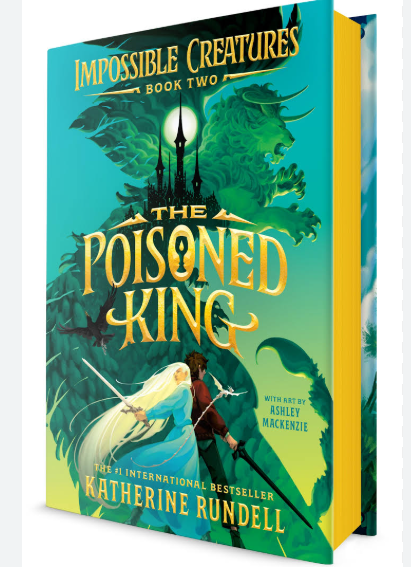 IMPOSSIBLE CREATURES
BOOK TWO
THE
POISONED
KING
WITH ART BY
ASHLEY
MACKENZIE
THE #1 INTERNATIONAL BESTSELLER
KATHERINE RUNDELL